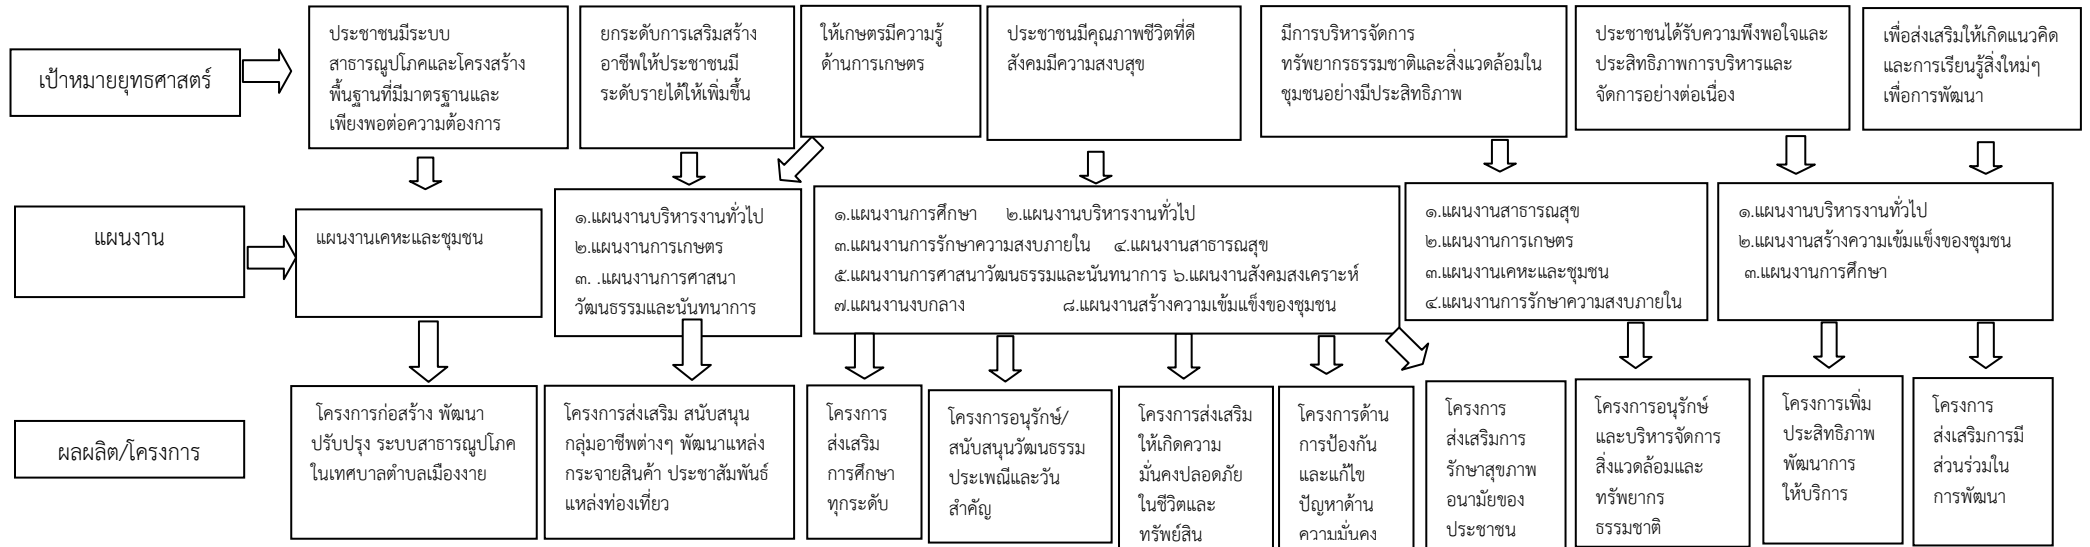 เป้าหมายยุทธศาสตร์
ประชาชนมีระบบ
สาธารณูปโภคและโครงสร้าง
พื้นฐานที่มีมาตรฐานและ
เพียงพอต่อความต้องการ
ยกระดับการเสริมสร้าง
อาชีพให้ประชาชนมี
ระดับรายได้ให้เพิ่มขึ้น
ให้เกษตรมีความรู้
ด้านการเกษตร
ประชาชนมีคุณภาพชีวิตที่ดี
สังคมมีความสงบสุข
มีการบริหารจัดการ
ทรัพยากรธรรมชาติและสิ่งแวดล้อมใน
ชุมชนอย่างมีประสิทธิภาพ
ประชาชนได้รับความพึงพอใจและ
ประสิทธิภาพการบริหารและ
จัดการอย่างต่อเนื่อง
เพื่อส่งเสริมให้เกิดแนวคิด
และการเรียนรู้สิ่งใหม่ๆ
เพื่อการพัฒนา
แผนงาน
แผนงานเคหะและชุมชน
๑.แผนงานบริหารงานทั่วไป
๒.แผนงานการเกษตร
๓. .แผนงานการศาสนา
วัฒนธรรมและนันทนาการ
๑.แผนงานการศึกษา ๒.แผนงานบริหารงานทั่วไป
๓.แผนงานการรักษาความสงบภายใน ๔.แผนงานสาธารณสุข
๕.แผนงานการศาสนาวัฒนธรรมและนันทนาการ ๖.แผนงานสังคมสงเคราะห์
๗.แผนงานงบกลาง ๘.แผนงานสร้างความเข้มแข็งของชุมชน
๑.แผนงานสาธารณสุข
๒.แผนงานการเกษตร
๓.แผนงานเคหะและชุมชน
๔.แผนงานการรักษาความสงบภายใน
๑.แผนงานบริหารงานทั่วไป
๒.แผนงานสร้างความเข้มแข็งของชุมชน
๓.แผนงานการศึกษา
ผลผลิต/โครงการ
โครงการก่อสร้าง พัฒนา
ปรับปรุง ระบบสาธารณูปโภค
ในเทศบาลตำบลเมืองงาย
โครงการส่งเสริม สนับสนุน
กลุ่มอาชีพต่างๆ พัฒนาแหล่ง
กระจายสินค้า ประชาสัมพันธ์
แหล่งท่องเที่ยว
โครงการ
ส่งเสริม
การศึกษา
ทุกระดับ
โครงการอนุรักษ์/
สนับสนุนวัฒนธรรม
ประเพณีและวัน
สำคัญ
โครงการส่งเสริม
ให้เกิดความ
มั่นคงปลอดภัย
ในชีวิตและ
ทรัพย์สิน
โครงการด้าน
การป้องกัน
และแก้ไข
ปัญหาด้าน
ความมั่นคง
โครงการ
ส่งเสริมการ
รักษาสุขภาพ
อนามัยของ
ประชาชน
โครงการอนุรักษ์
และบริหารจัดการ
สิ่งแวดล้อมและ
ทรัพยากร
ธรรมชาติ
โครงการเพิ่ม
ประสิทธิภาพ
พัฒนาการ
ให้บริการ
โครงการ
ส่งเสริมการมี
ส่วนร่วมใน
การพัฒนา